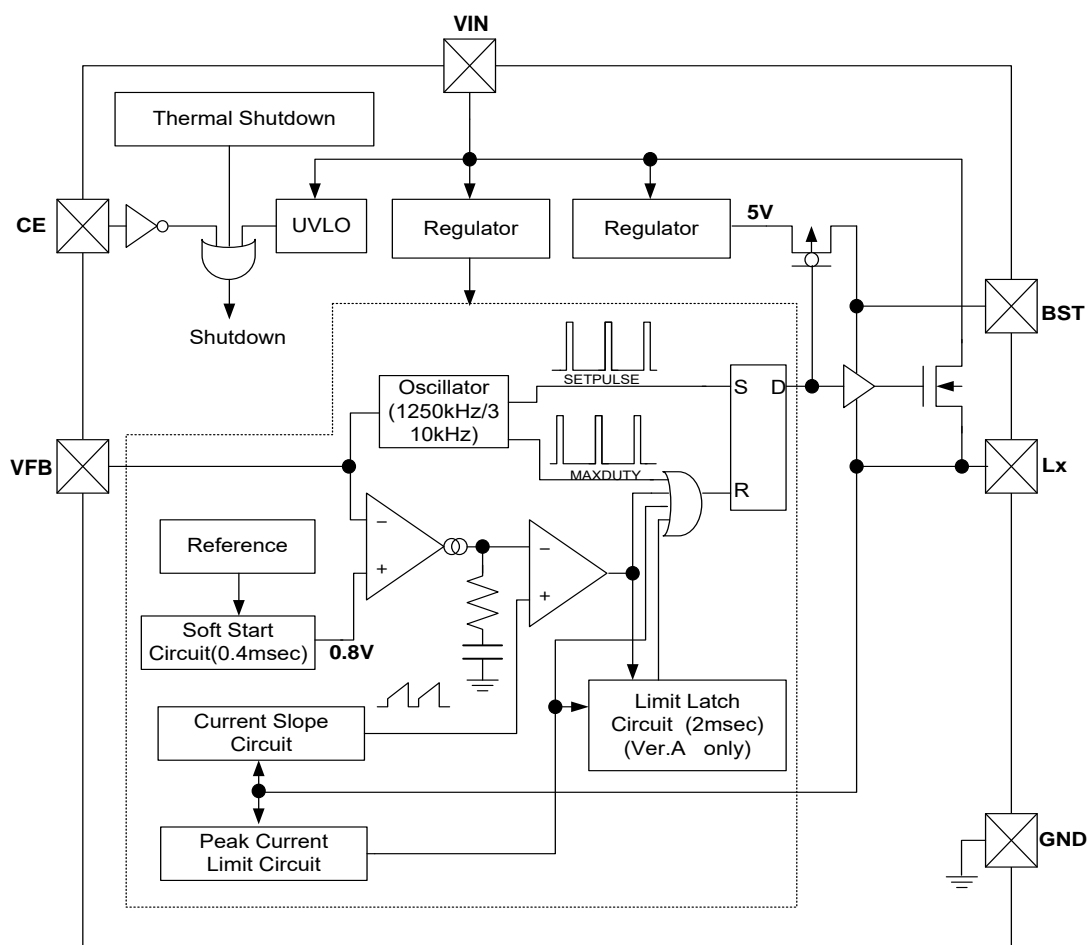 VIN
Thermal Shutdown
CE
UVLO
Regulator
Regulator
5V
BST
Shutdown
SETPULSE
Oscillator
(1250kHz/3
10kHz)
S
D
MAXDUTY
R
VFB
Lx
Reference
−
+
−
+
Soft Start
Circuit(0.4msec)
0.8V
Limit Latch
Circuit (2msec)
(Ver.A only)
Current Slope
Circuit
Peak Current
Limit Circuit
GND